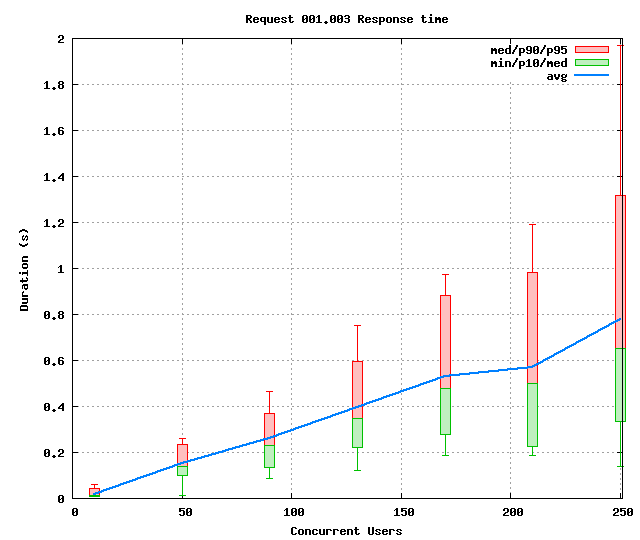 Request 001.003 Response time
med/p90/p95
min/p10/med
avg
2
1.8
1.6
1.4
1.2
1
0.8
0.6
0.4
0.2
0
Duration (s)
0 50 100 150 200 250
Concurrent Users